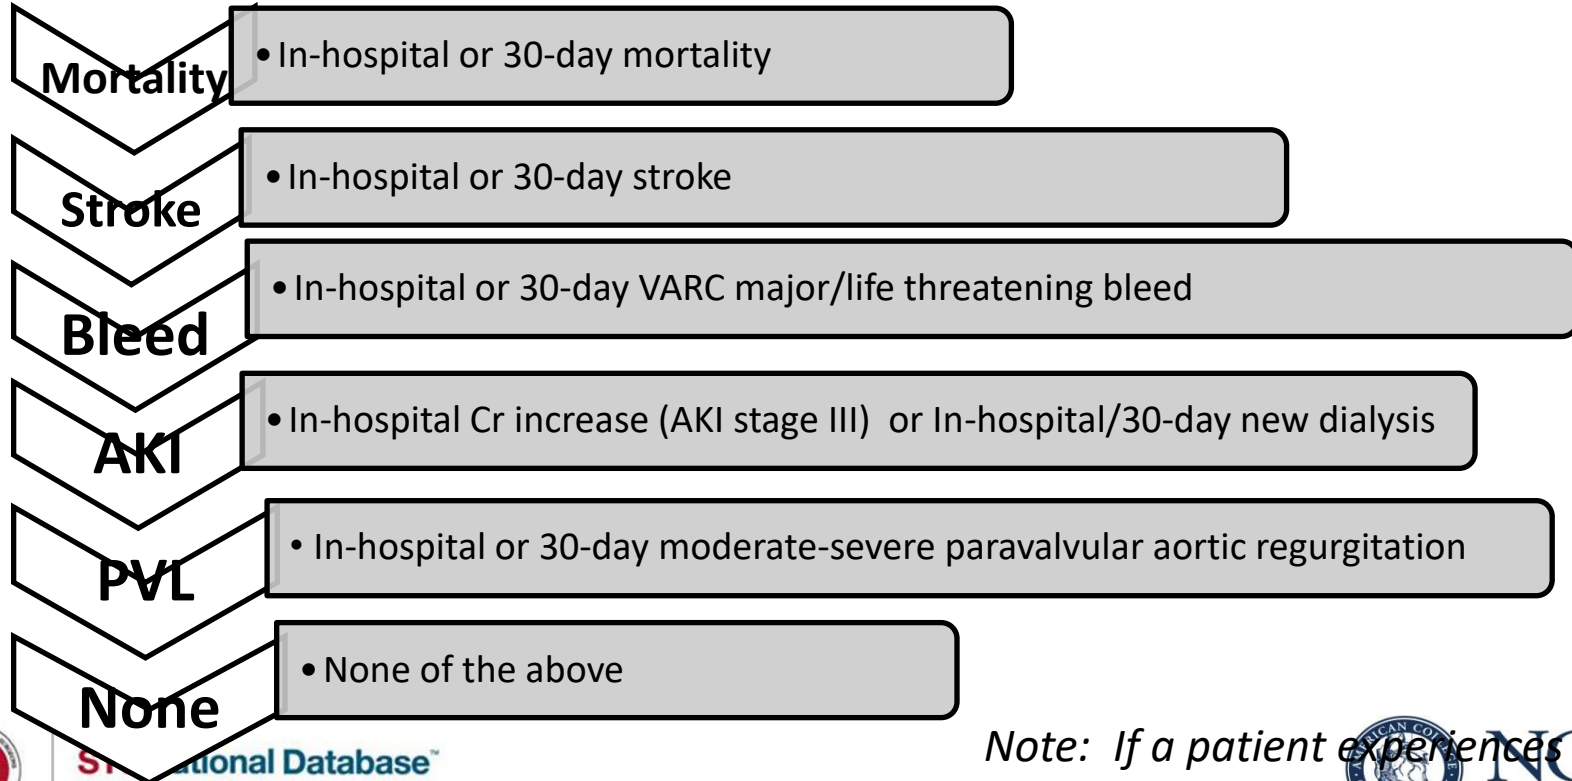 Mortality
• In-hospital or 30-day mortality
Stroke
• In-hospital or 30-day stroke
Bleed
• In-hospital or 30-day VARC major/life threatening bleed
AKI
• In-hospital Cr increase (AKI stage III) or In-hospital/30-day new dialysis
PVL
• In-hospital or 30-day moderate-severe paravalvular aortic regurgitation
None
• None of the above
Note: If a patient experiences
Database™